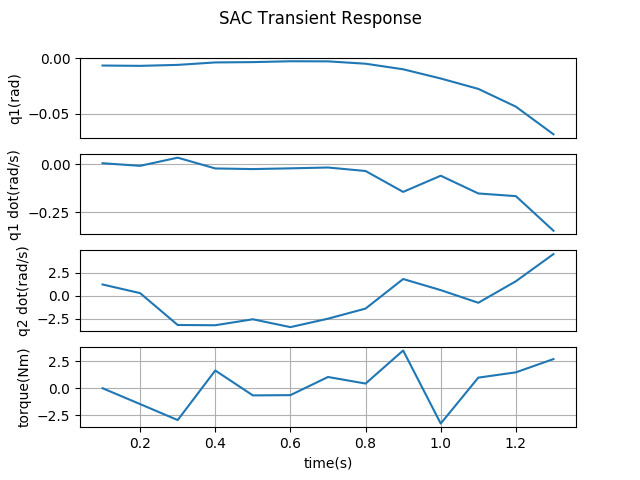 SAC Transient Response
q1(rad)
0.00
−0.05
q1 dot(rad/s)
0.00
−0.25
q2 dot(rad/s)
2.5
0.0
−2.5
torque(Nm)
2.5
0.0
−2.5
0.2 0.4 0.6 0.8 1.0 1.2
time(s)